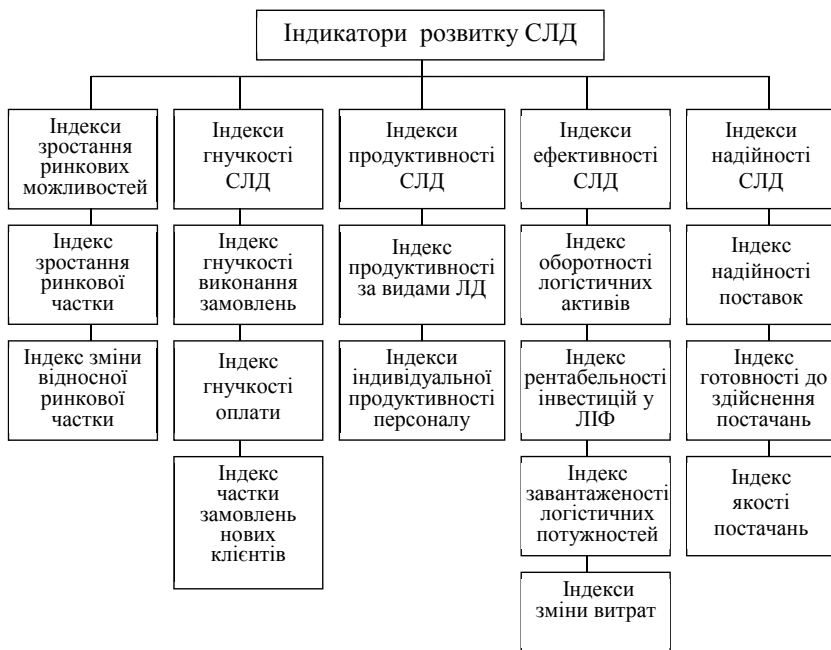 Індикатори розвитку СЛД
Індекси
зростання
ринкових
можливостей
Індекс
зростання
ринкової
частки
Індекс зміни
відносної
ринкової
частки
Індекси
гнучкості
СЛД
Індекс
гнучкості
виконання
замовлень
Індекс
гнучкості
оплати
Індекс
частки
замовлень
нових
клієнтів
Індекси
продуктивності
СЛД
Індекс
продуктивності
за видами ЛД
Індекси
індивідуальної
продуктивності
персоналу
Індекси
ефективності
СЛД
Індекс
оборотності
логістичних
активів
Індекс
рентабельності
інвестицій у
ЛІФ
Індекс
завантаженості
логістичних
потужностей
Індекси
зміни витрат
Індекси
надійності
СЛД
Індекс
надійності
поставок
Індекс
готовності до
здійснення
постачань
Індекс
якості
постачань